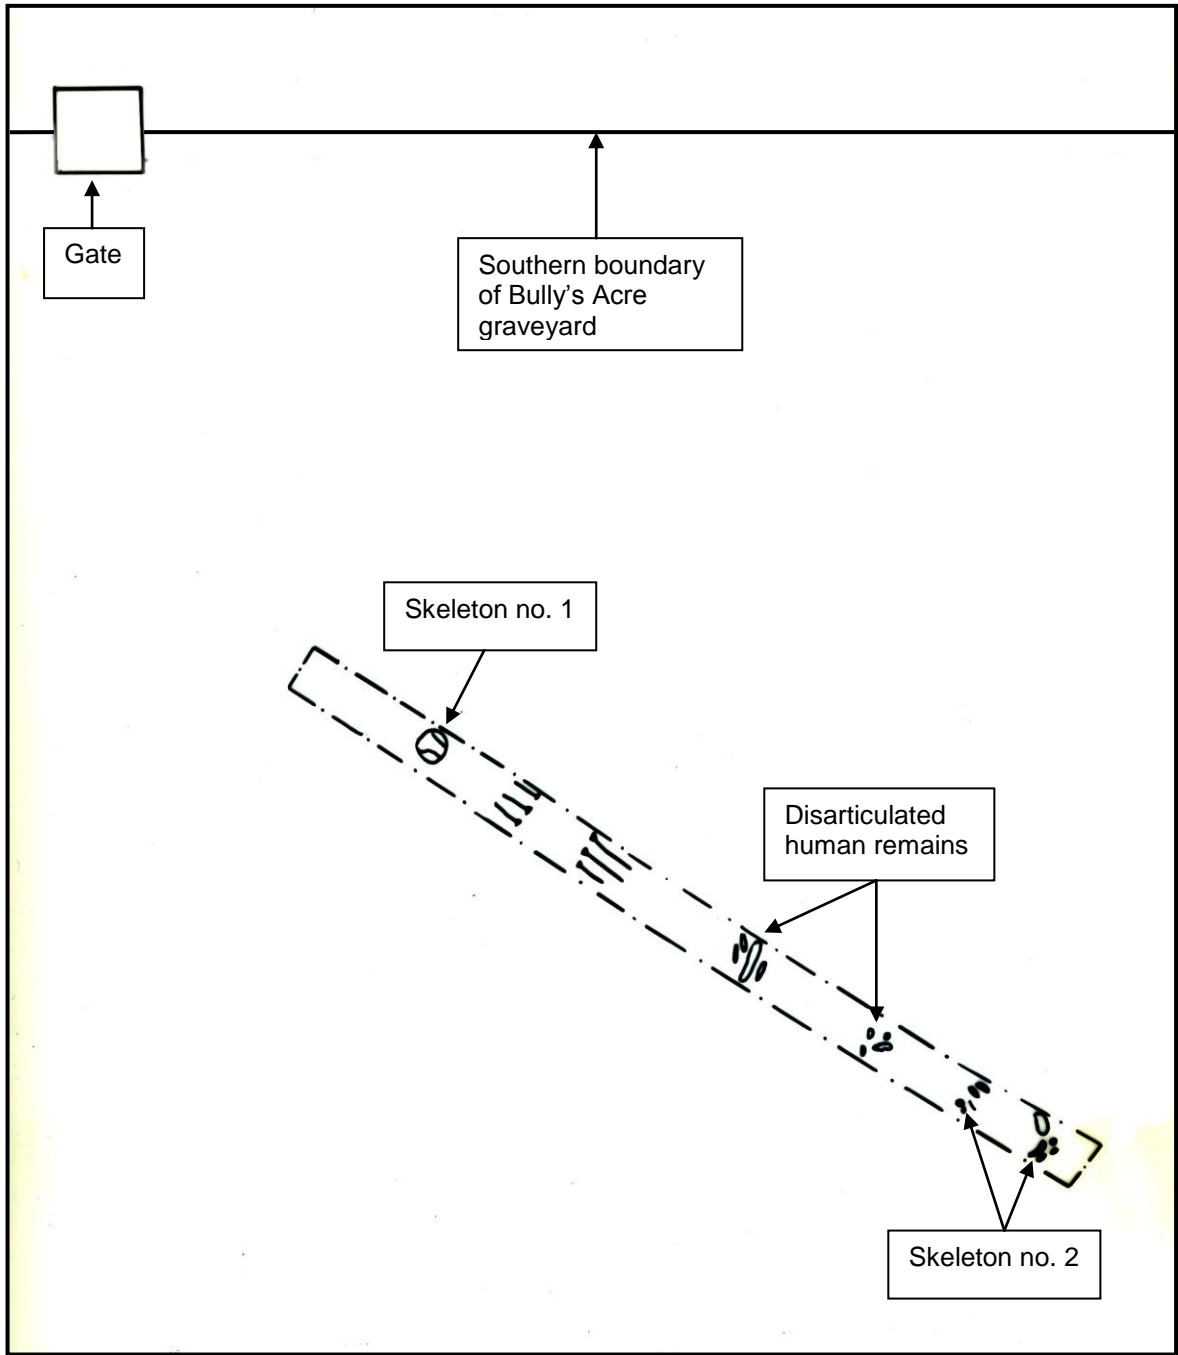 Gate
Southern boundary
of Bully's Acre
graveyard
Skeleton no. 1
Disarticulated
human remains
Skeleton no. 2